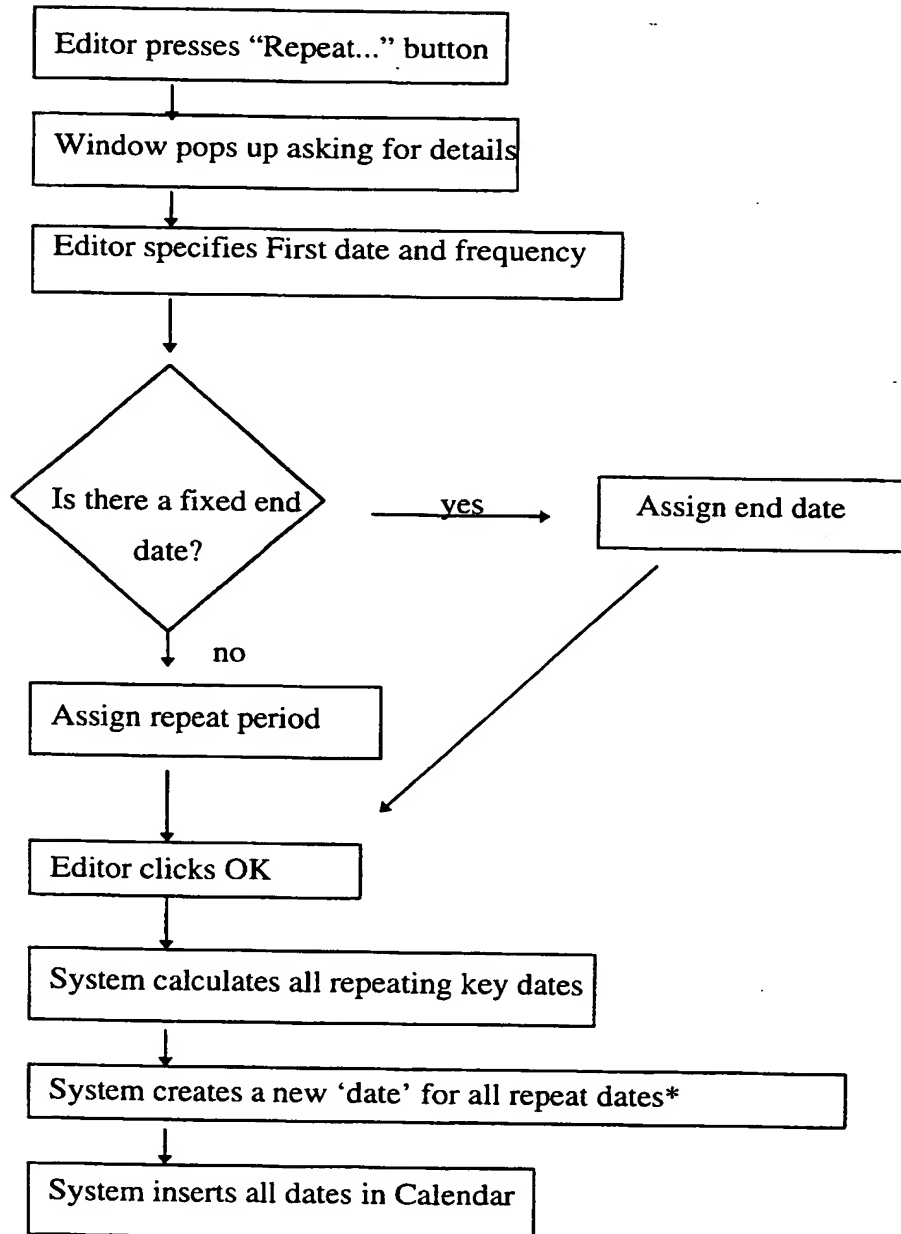 Editor presses “Repeat...” button
Window pops up asking for details
Editor specifies First date and frequency
Is there a fixed end
date?
yes
Assign end date
no
Assign repeat period
Editor clicks OK
System calculates all repeating key dates
System creates a new ‘date’ for all repeat dates*
System inserts all dates in Calendar